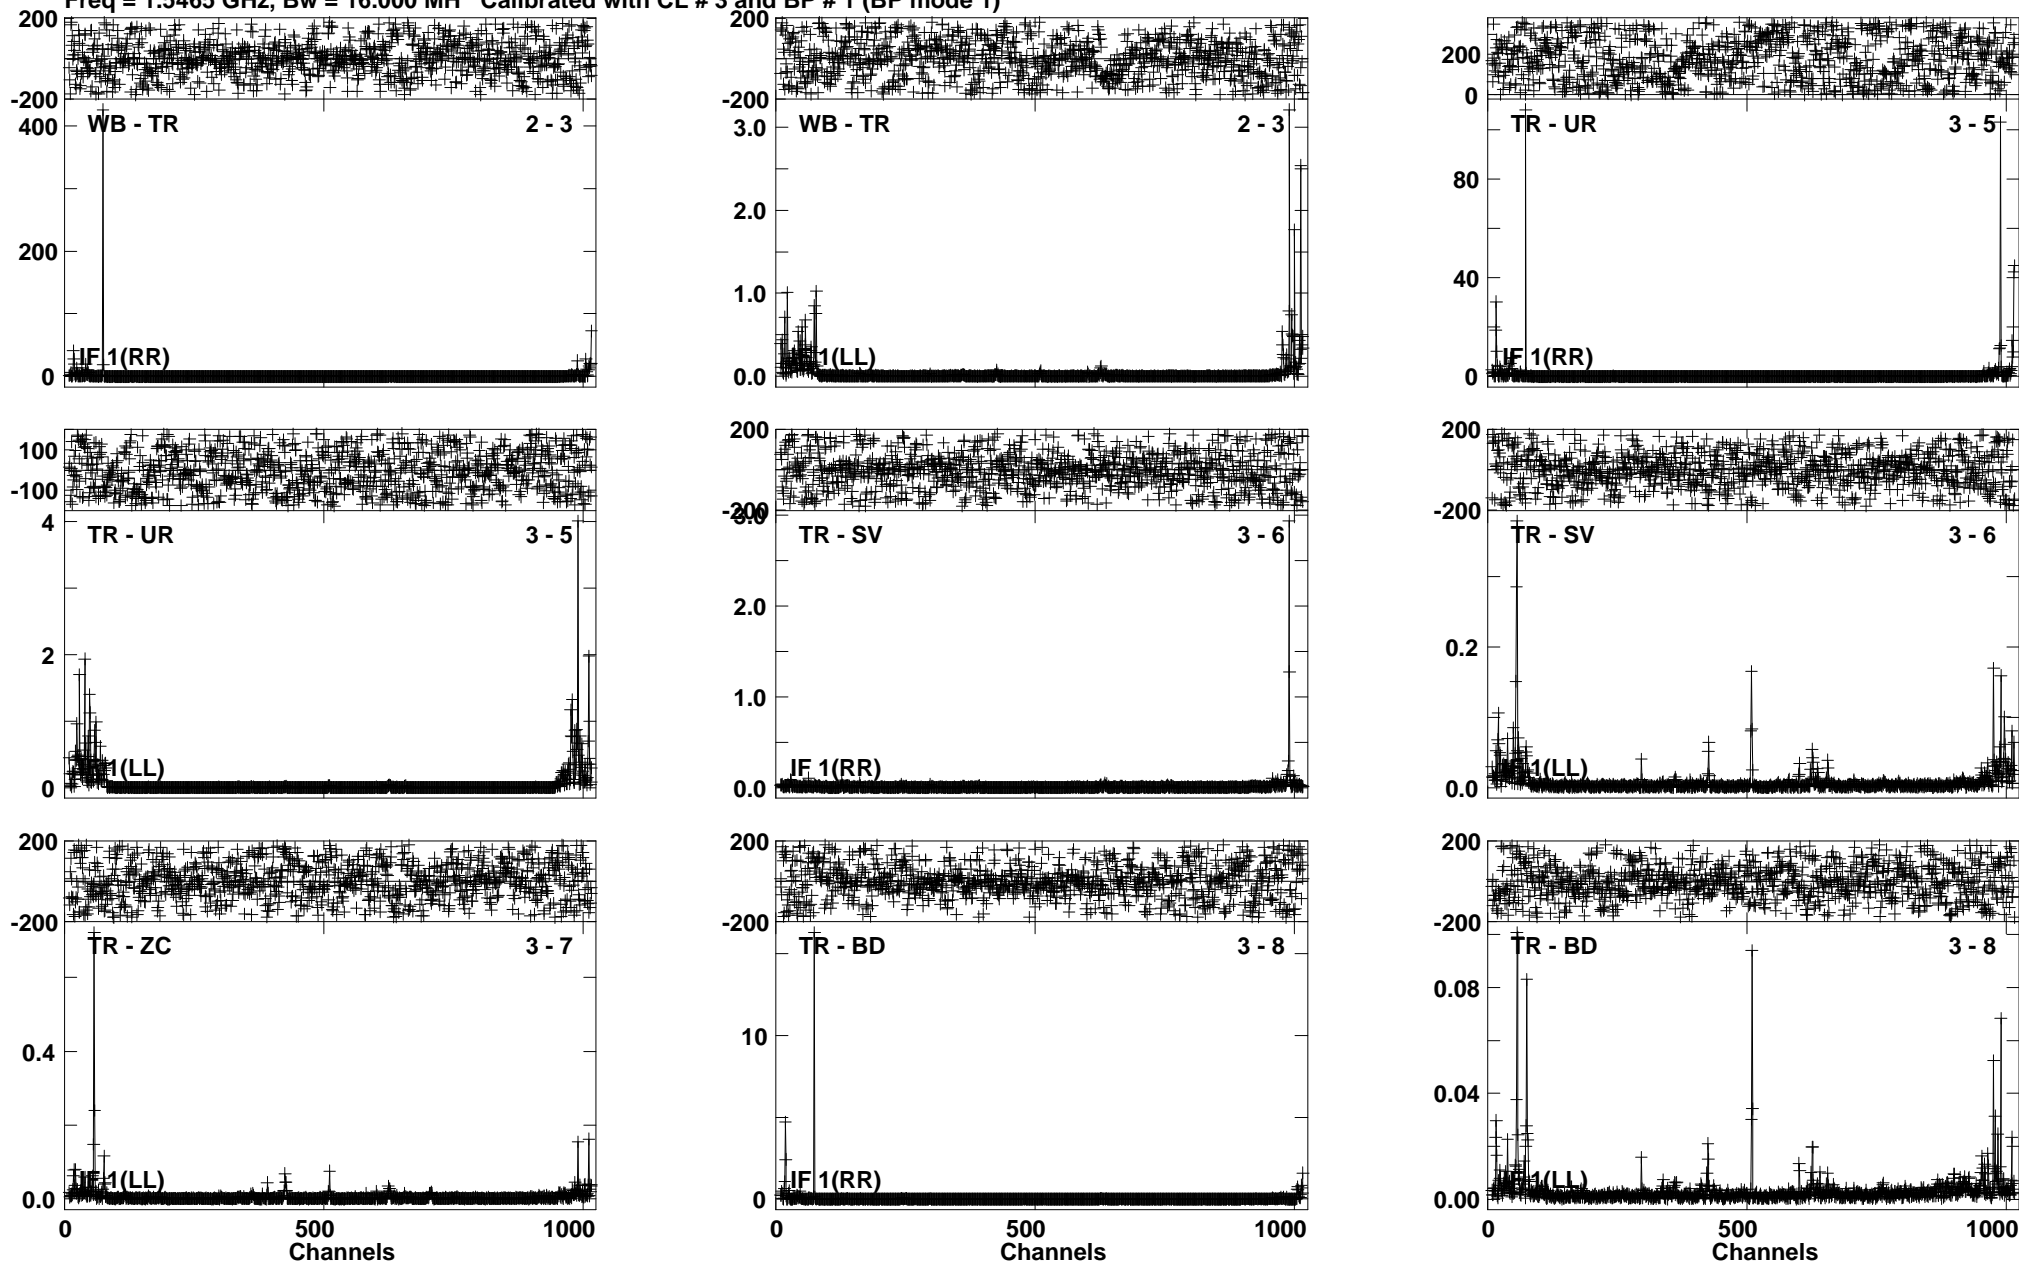 Freq = 1.5465 GHz, Bw = 16.000 MH Calibrated with CL # 3 and BP # 1 (BP mode 1)
200
-200
400
200
0
WB - TR 2 - 3
IF 1(RR)
200
-200
3.0
2.0
1.0
0.0
WB - TR 2 - 3
1(LL)
200
0
80
40
0
TR - UR 3 - 5
IF 1(RR)
100
-100
4
2
0
TR - UR 3 - 5
1(LL)
200
-200
3.0
2.0
1.0
0.0
TR - SV 3 - 6
IF 1(RR)
200
-200
0.2
0.0
TR - SV 3 - 6
1(LL)
200
-200
0.4
0.0
TR - ZC 3 - 7
IF 1(LL)
0 500 1000
Channels
200
-200
10
0
TR - BD 3 - 8
IF 1(RR)
0 500 1000
200
-200
0.08
0.04
0.00
TR - BD 3 - 8
1(LL)
0 500 1000
Channels